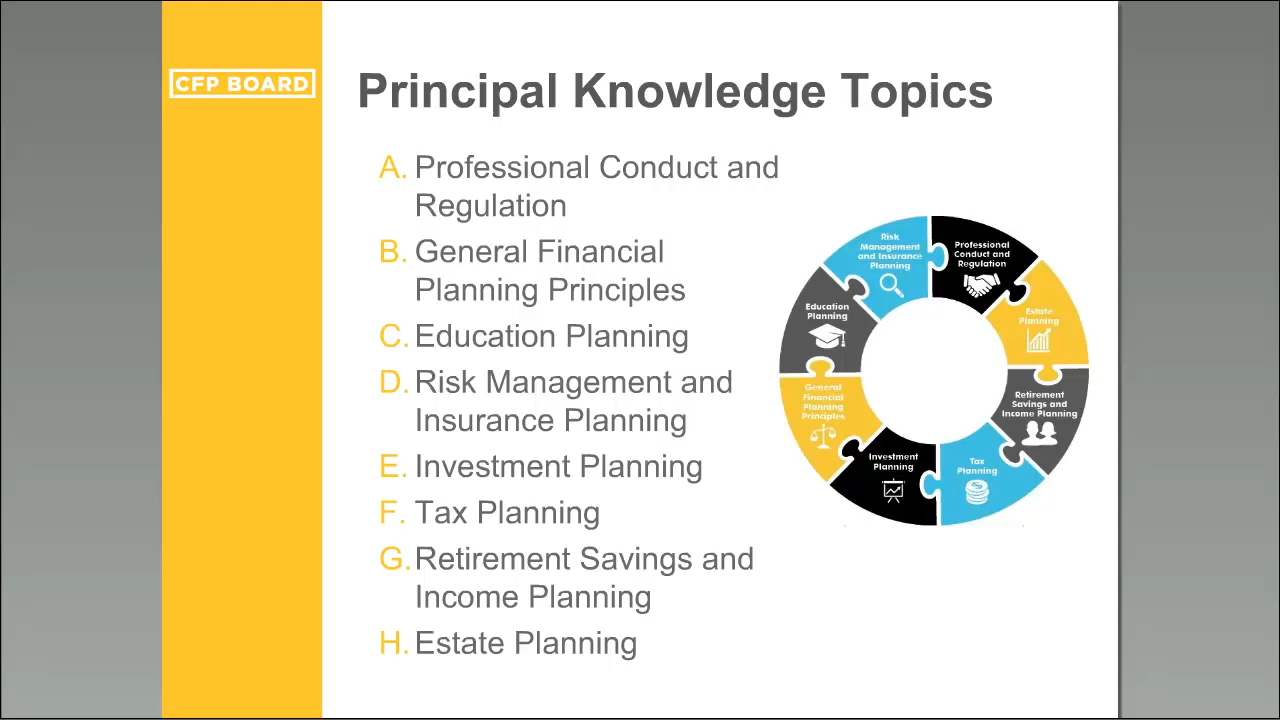 CFP BOARD
Principal Knowledge Topics
A. Professional Conduct and
Regulation
B. General Financial
Planning Principles
C. Education Planning
D. Risk Management and
Insurance Planning
E. Investment Planning
F. Tax Planning
G. Retirement Savings and
Income Planning
H. Estate Planning
Risk
Management
and Insurance
Planning
Professional
Conduct and
Regulation
Estate
Planning
Retirement
Savings and
Income Planning
Tax
Planning
Investment
Planning
General
Financial
Planning
Principles
Education
Planning